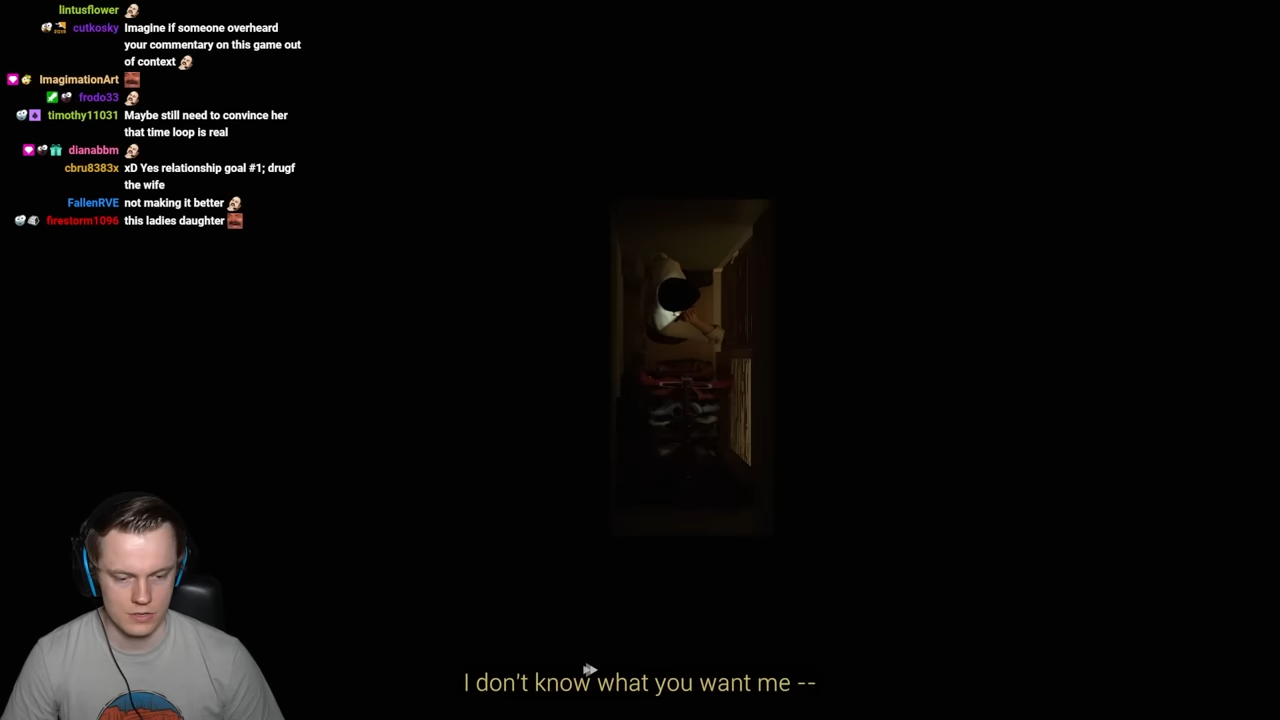 lintusflower
cutkosky Imagine if someone overheard
your commentary on this game out
of context
ImagimationArt
frodo33
timothy11031 Maybe still need to convince her
that time loop is real
dianabbm
cbru8383x xD Yes relationship goal #1; drugf
the wife
FallenRVE not making it better
firestorm1096 this ladies daughter
I don't know what you want me --